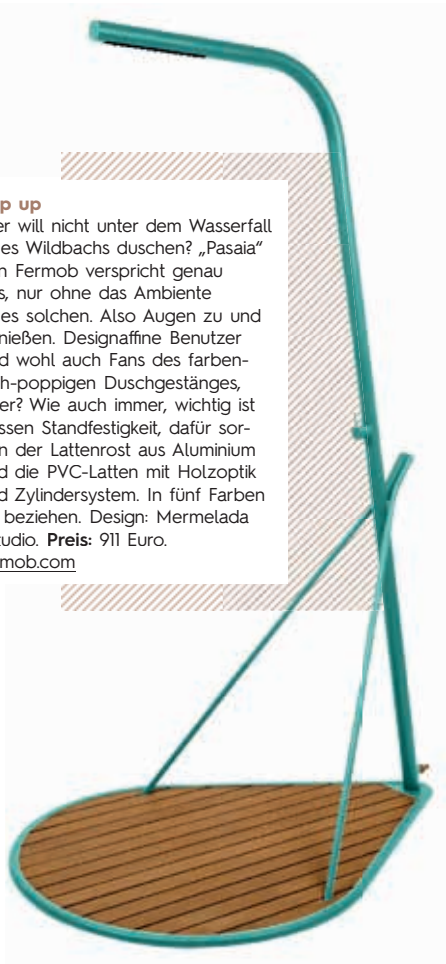 p up
er will nicht unter dem Wasserfall
es Wildbachs duschen? „Pasaia“
n Fermob verspricht genau
s, nur ohne das Ambiente
es solchen. Also Augen zu und
nießen. Designaffine Benutzer
d wohl auch Fans des farben-
h-poppigen Duschgestänges,
er? Wie auch immer, wichtig ist
ssen Standfestigkeit, dafür sor-
n der Lattenrost aus Aluminium
d die PVC-Latten mit Holzoptik
d Zylindersystem. In fünf Farben
beziehen. Design: Mermelada
udio. Preis: 911 Euro.
mob.com